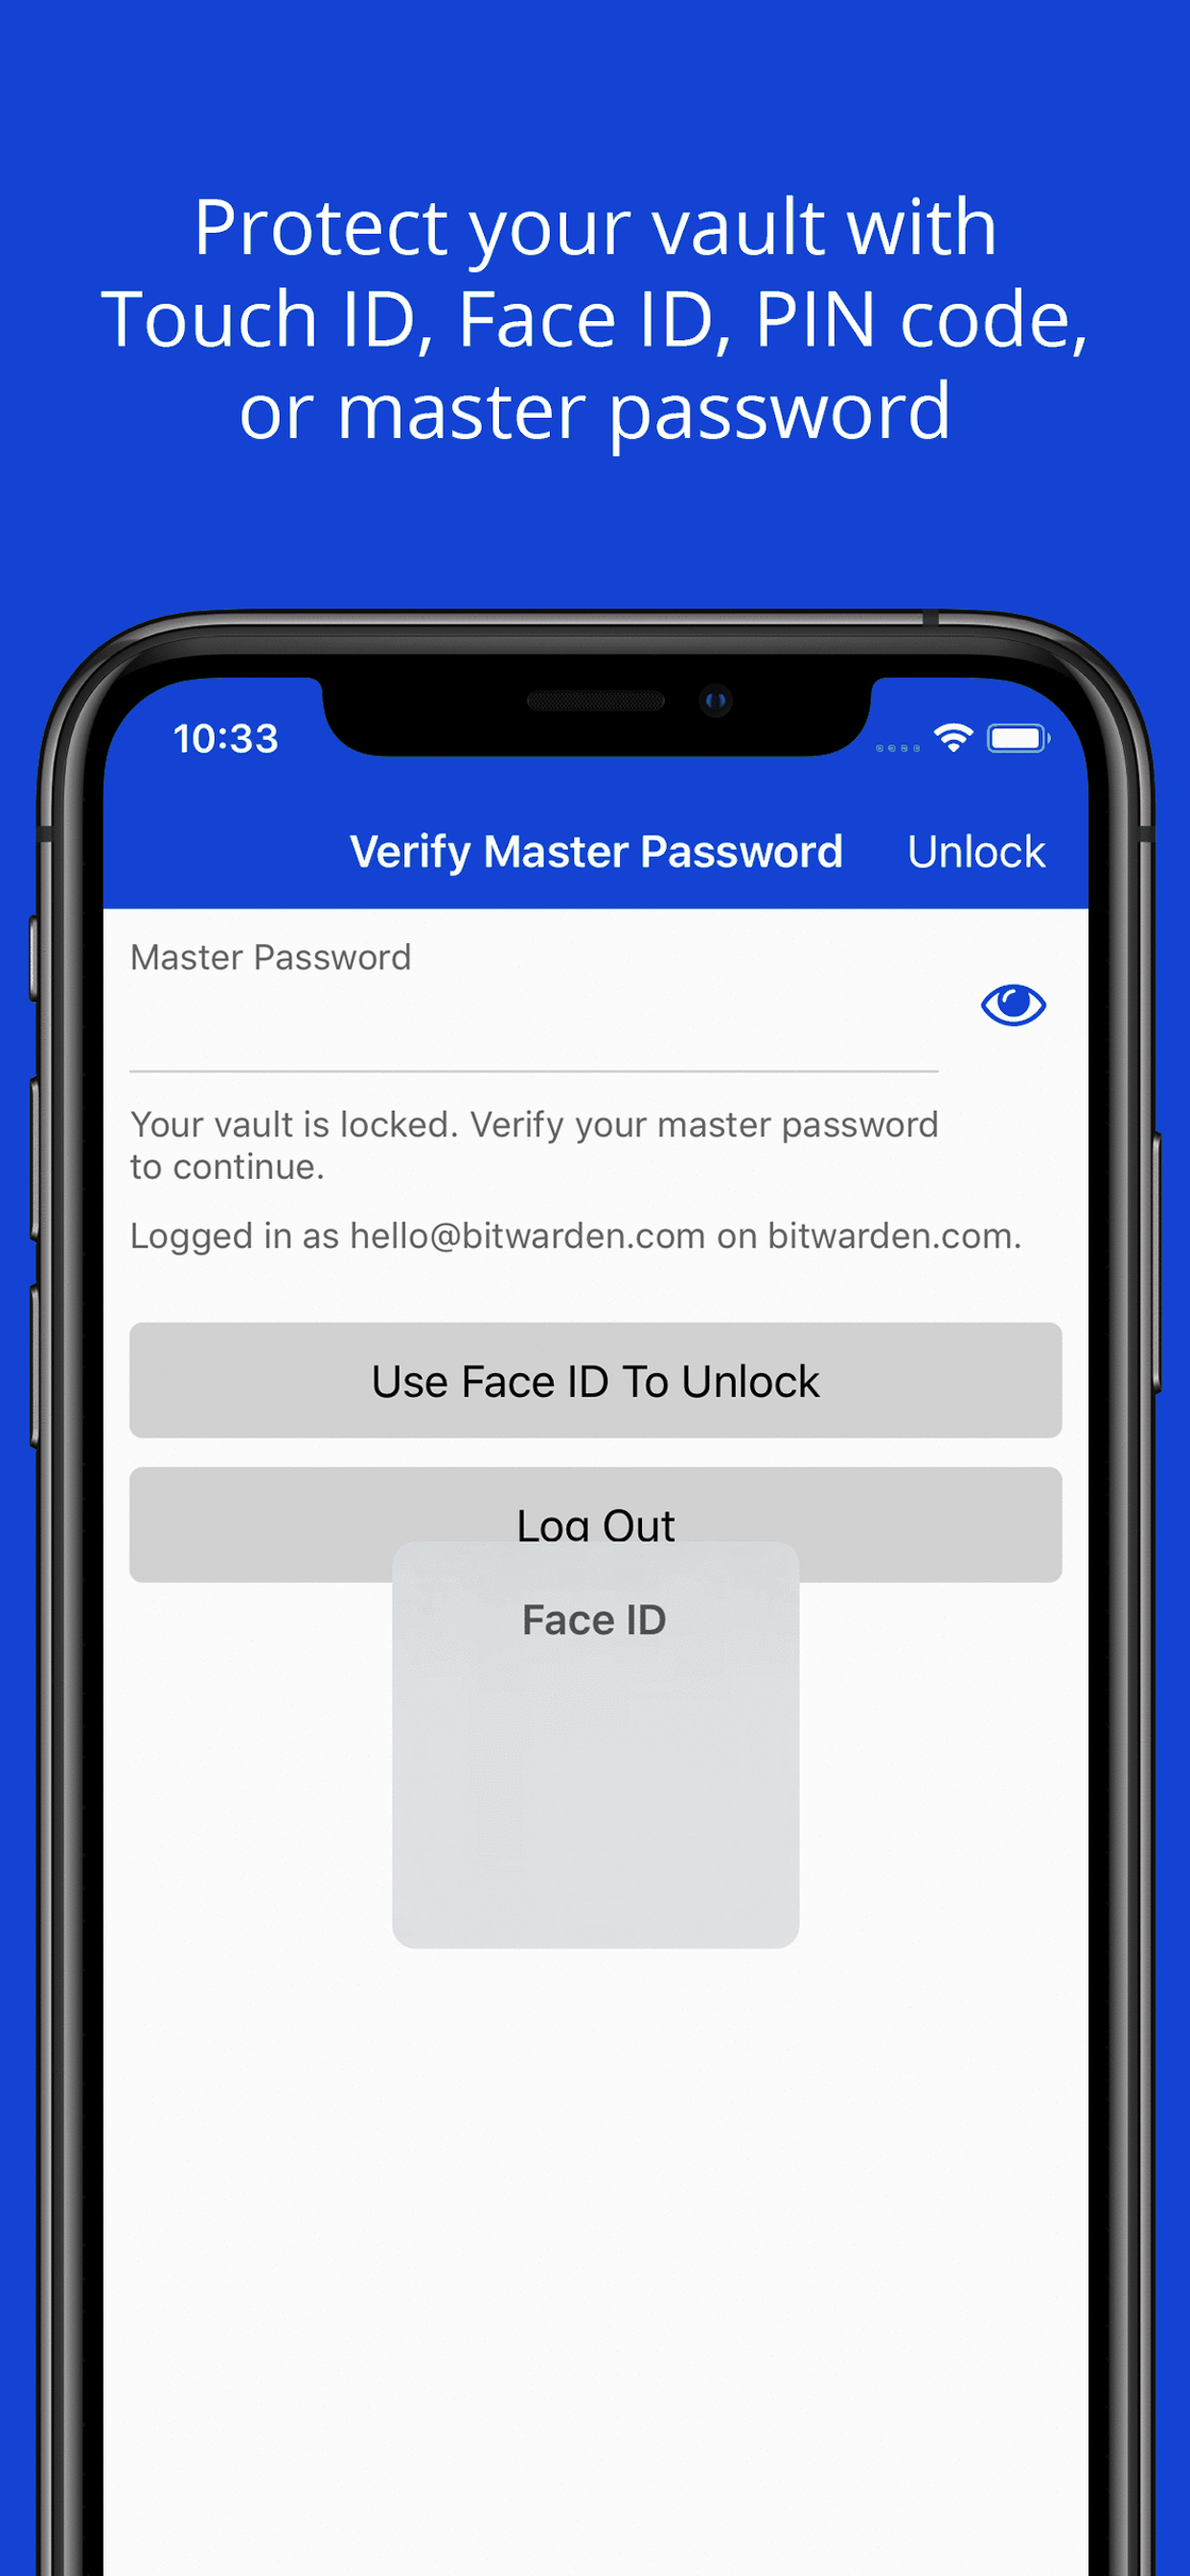 Protect your vault with
Touch ID, Face ID, PIN code,
or master password
10:33
Verify Master Password
Unlock
Master Password
Your vault is locked. Verify your master password
to continue.
Logged in as hello@bitwarden.com on bitwarden.com.
Use Face ID To Unlock
Log Out
Face ID